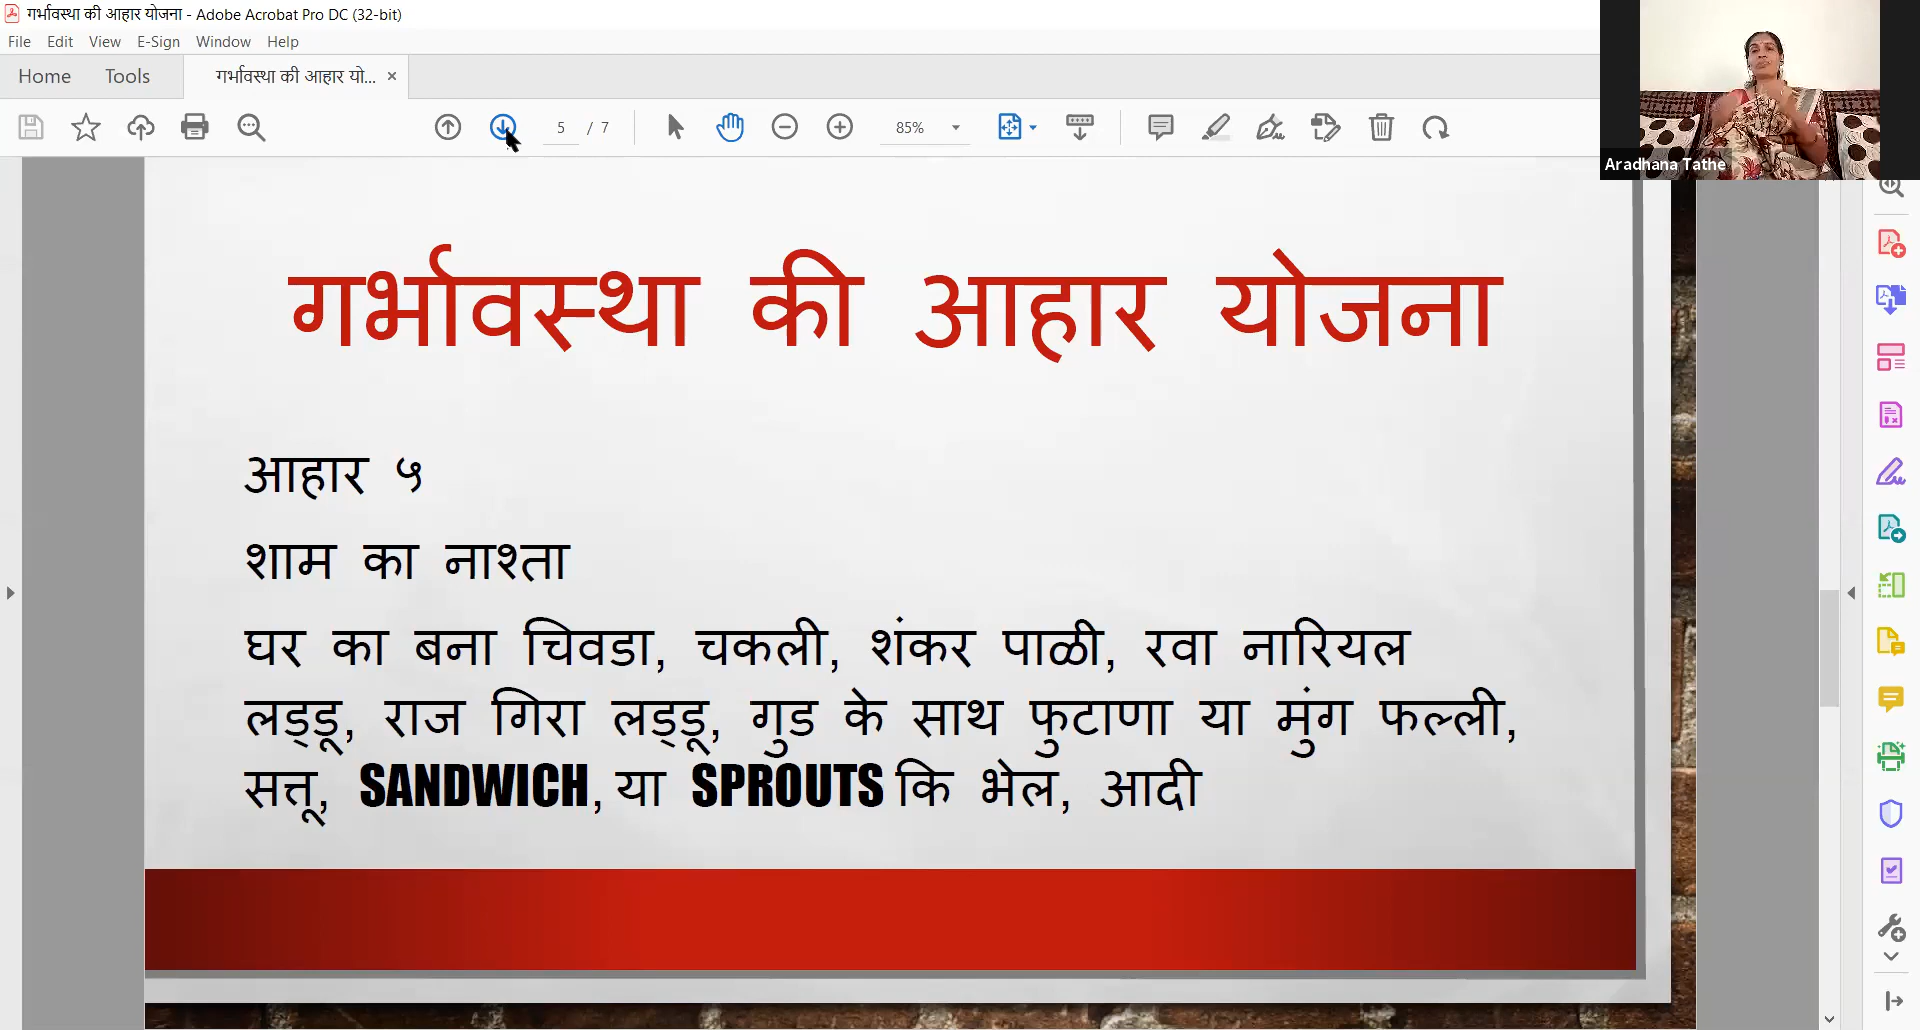 गर्भावस्था की आहार योजना - Adobe Acrobat Pro DC (32-bit)
File Edit View E-Sign Window Help
Home Tools गर्भावस्था की आहार यो... ×
5 / 7 85%
Aradhana Tathe
गर्भावस्था की आहार योजना
आहार ५
शाम का नाश्ता
घर का बना चिवडा, चकली, शंकर पाळी, रवा नारियल
लड्डू, राज गिरा लड्डू, गुड के साथ फुटाणा या मुंग फल्ली,
सत्तू, SANDWICH, या SPROUTS कि भेल, आदी